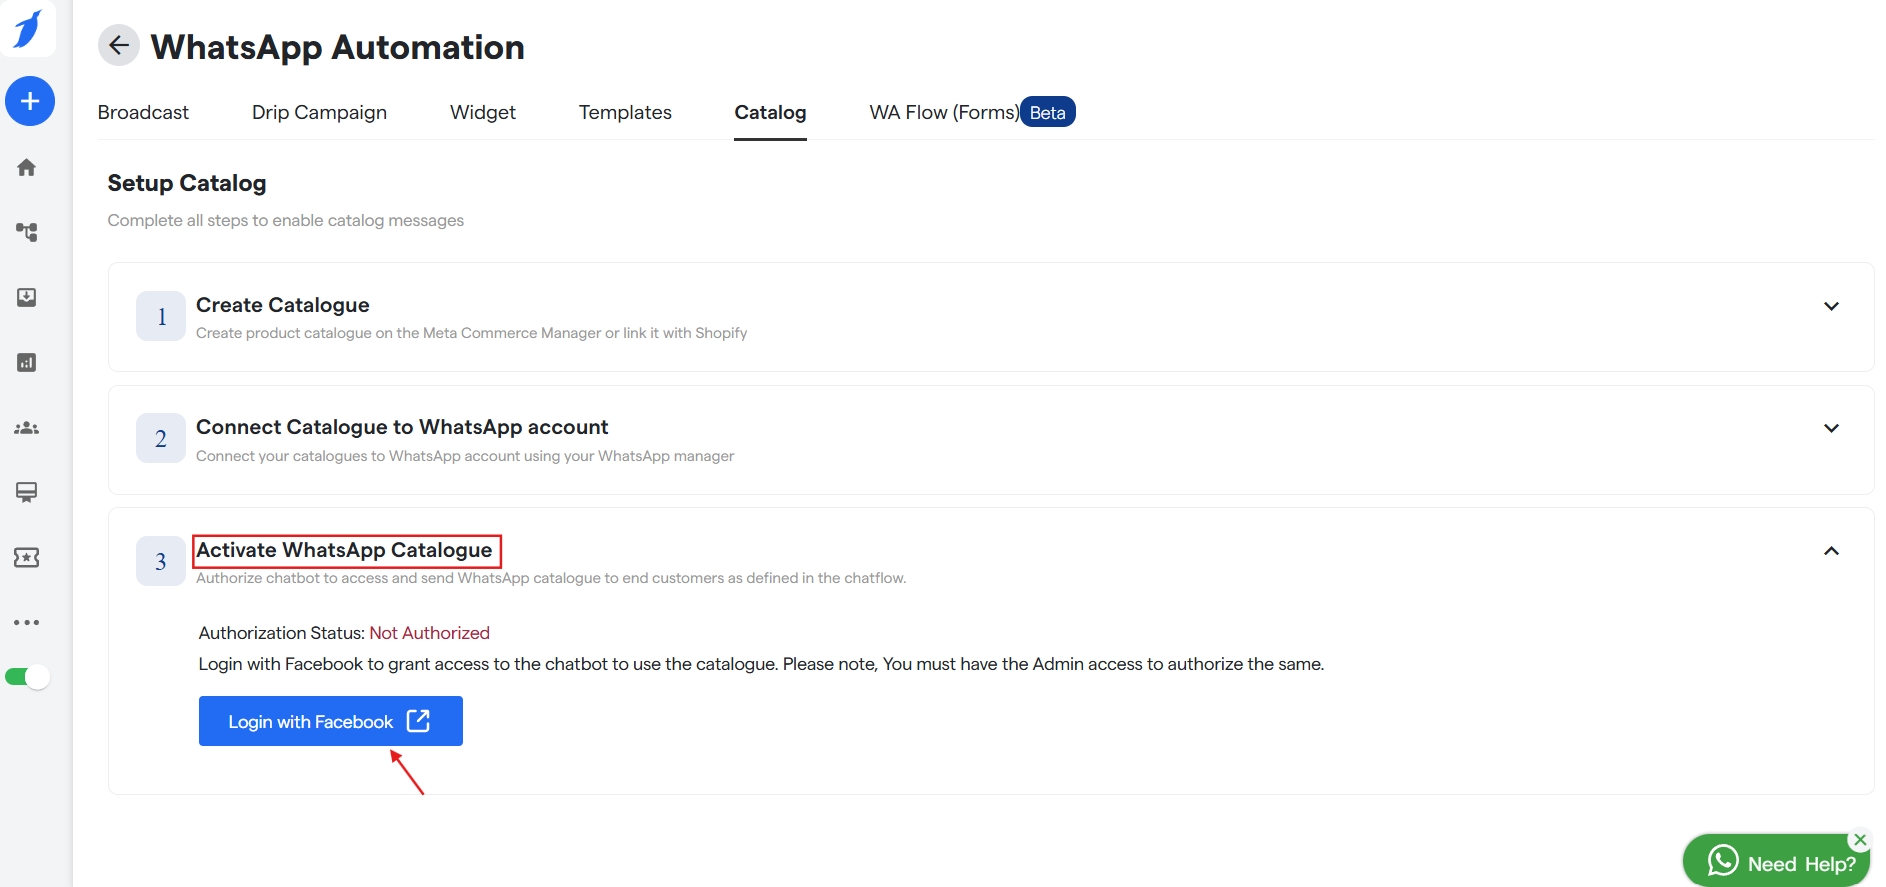 WhatsApp Automation
Broadcast
Drip Campaign
Widget
Templates
Catalog
WA Flow (Forms)
Beta
Setup Catalog
Complete all steps to enable catalog messages
1
Create Catalogue
Create product catalogue on the Meta Commerce Manager or link it with Shopify
2
Connect Catalogue to WhatsApp account
Connect your catalogues to WhatsApp account using your WhatsApp manager
3
Activate WhatsApp Catalogue
Authorize chatbot to access and send WhatsApp catalogue to end customers as defined in the chatflow.
Authorization Status: Not Authorized
Login with Facebook to grant access to the chatbot to use the catalogue. Please note, You must have the Admin access to authorize the same.
Login with Facebook
Need Help?